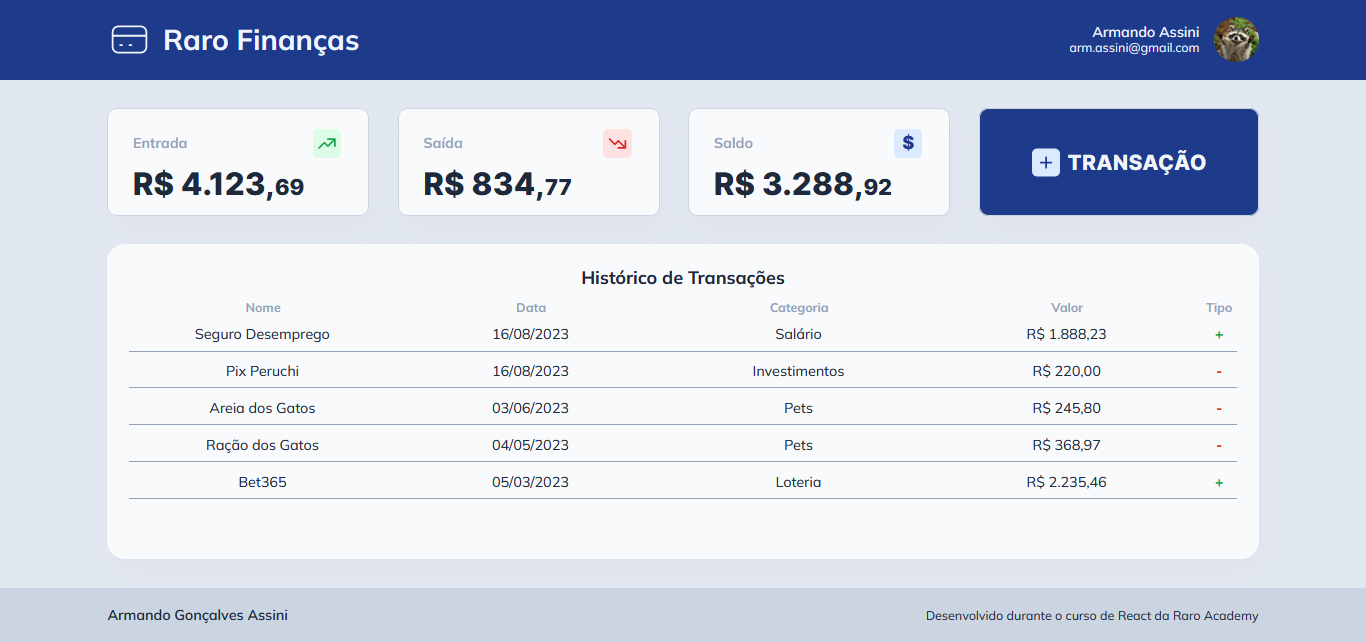 Raro Finanças
Armando Assini
arm.assini@gmail.com
Entrada
R$ 4.123,69
Saída
R$ 834,77
Saldo
$
R$ 3.288,92
+ TRANSAÇÃO
Histórico de Transações
Nome Data Categoria Valor Tipo
Seguro Desemprego 16/08/2023 Salário R$ 1.888,23 +
Pix Peruchi 16/08/2023 Investimentos R$ 220,00 -
Areia dos Gatos 03/06/2023 Pets R$ 245,80 -
Ração dos Gatos 04/05/2023 Pets R$ 368,97 -
Bet365 05/03/2023 Loteria R$ 2.235,46 +
Armando Gonçalves Assini
Desenvolvido durante o curso de React da Raro Academy